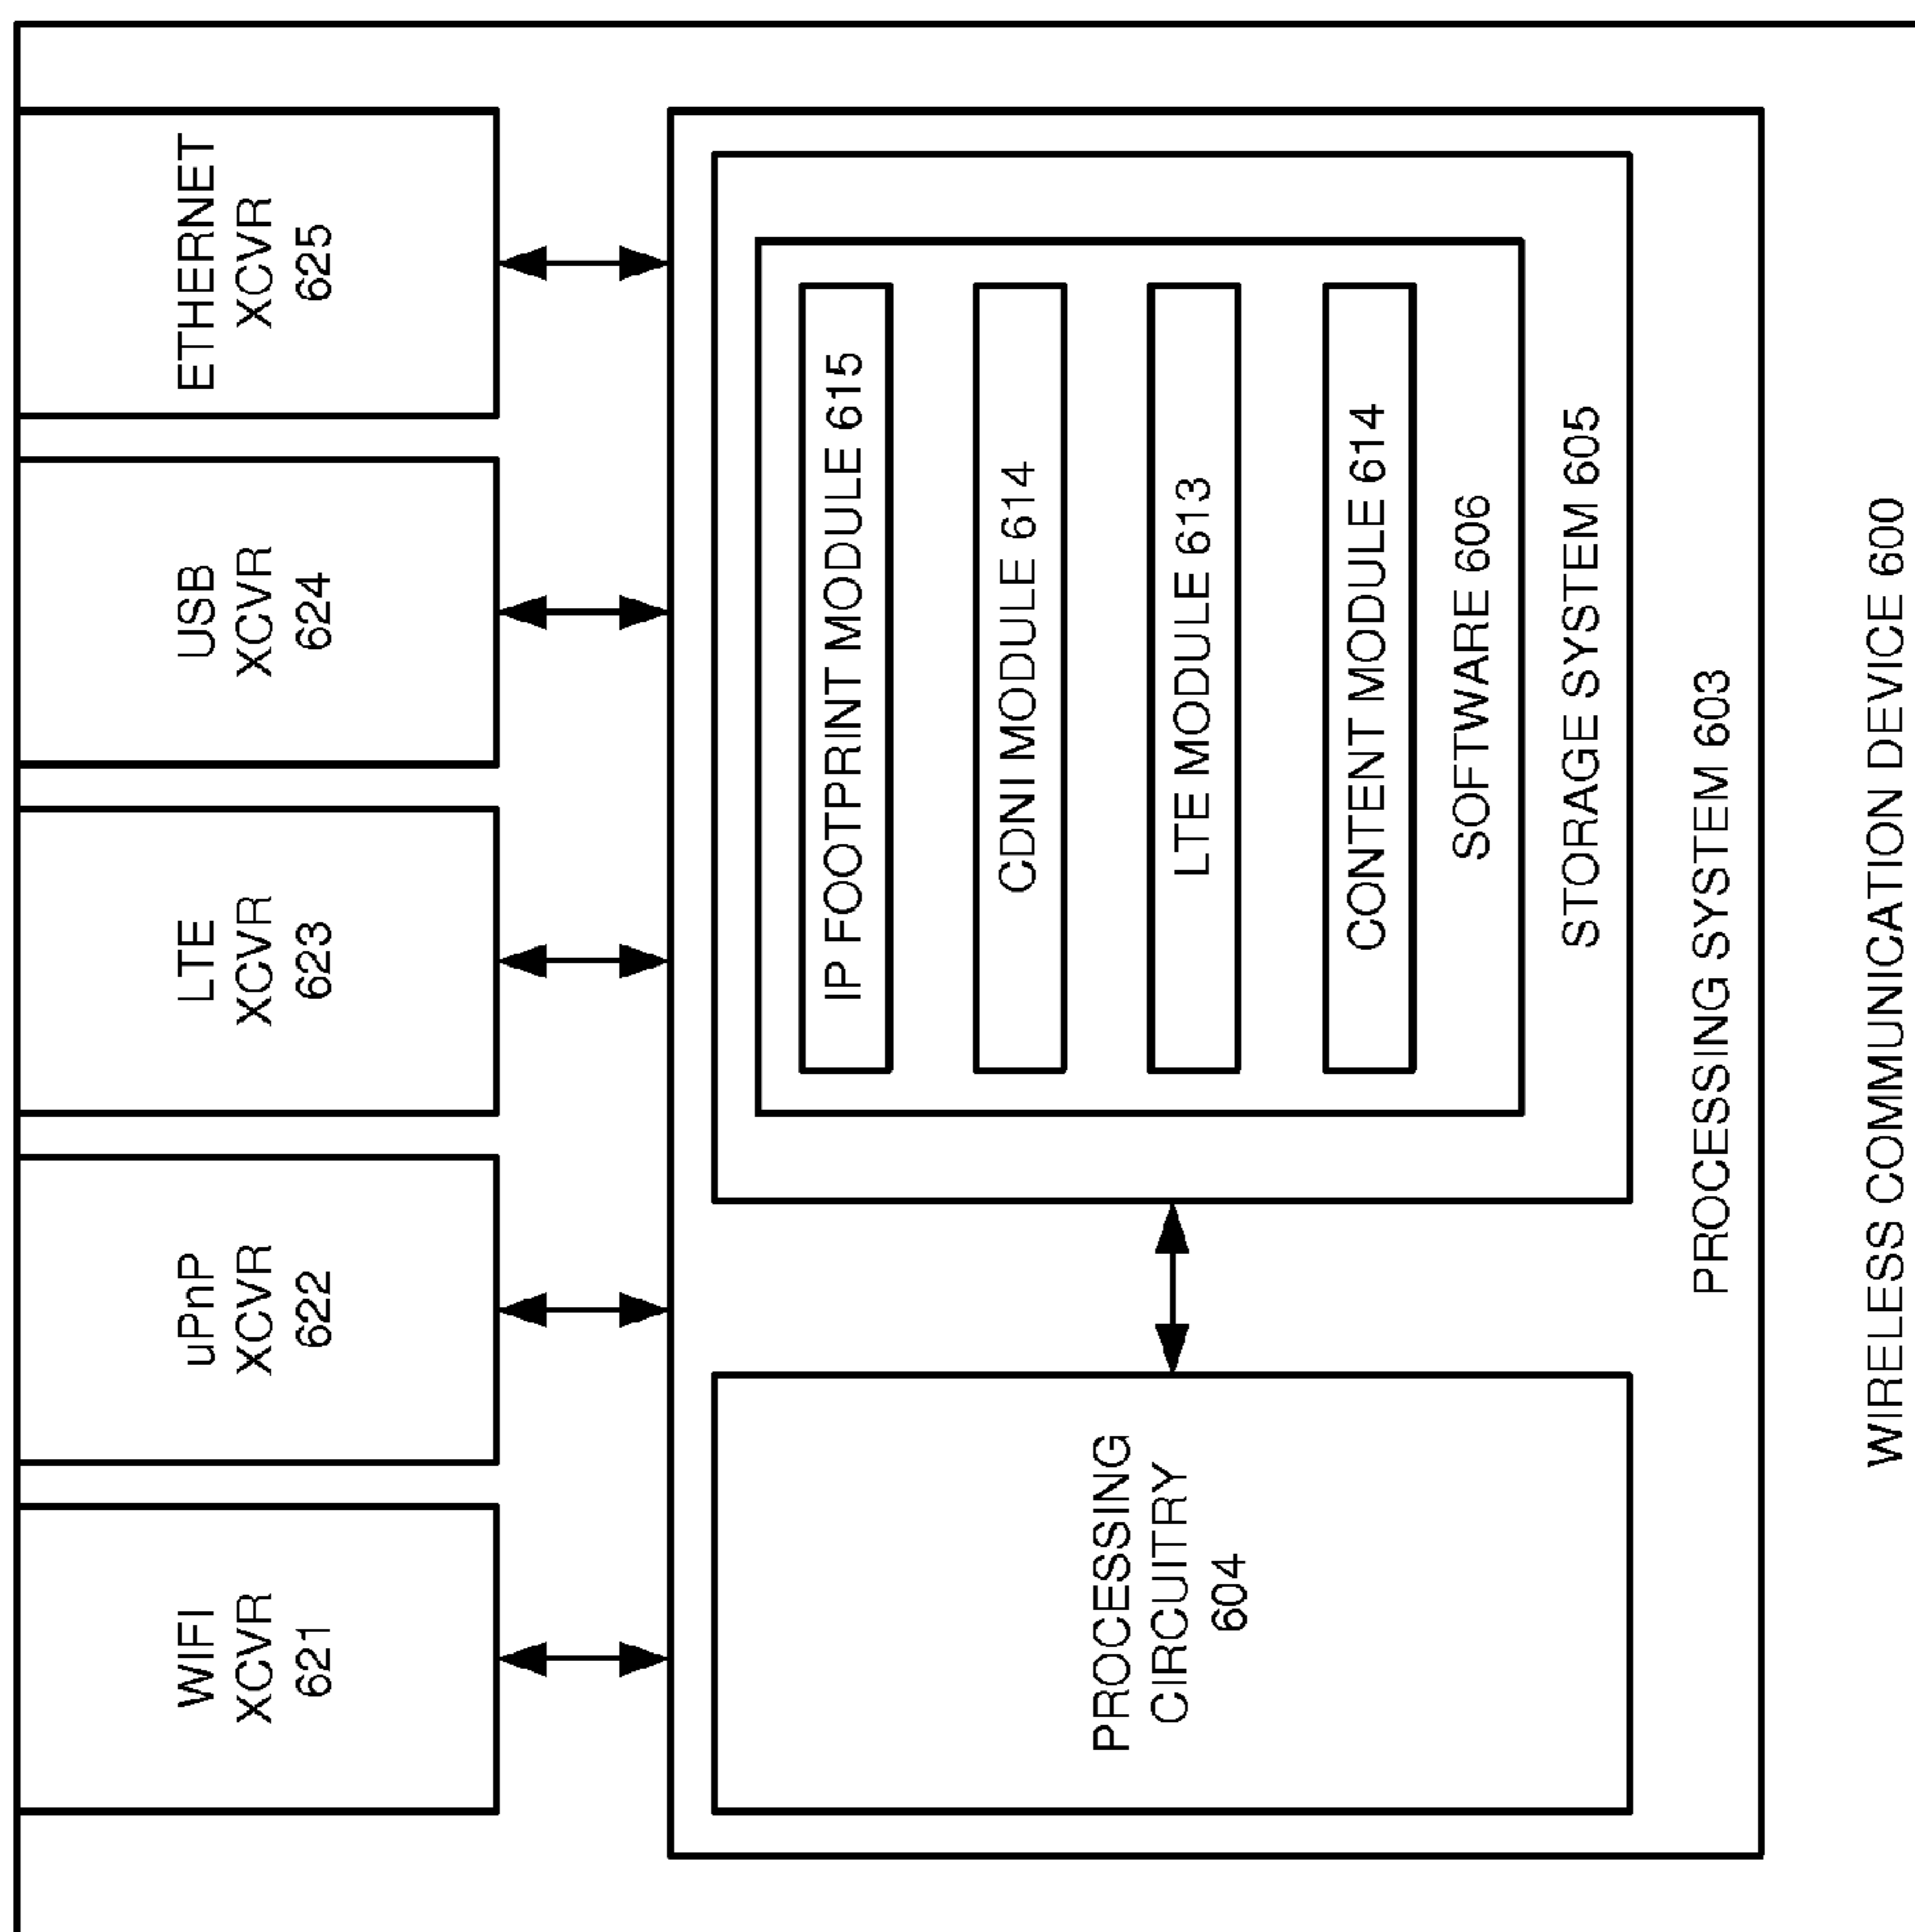 WIFI
XCVR
621
uPnP
XCVR
622
LTE
XCVR
623
USB
XCVR
624
ETHERNET
XCVR
625
PROCESSING
CIRCUITRY
604
IP FOOTPRINT MODULE 615
CDNI MODULE 614
LTE MODULE 613
CONTENT MODULE 614
SOFTWARE 606
STORAGE SYSTEM 605
PROCESSING SYSTEM 603
WIRELESS COMMUNICATION DEVICE 600